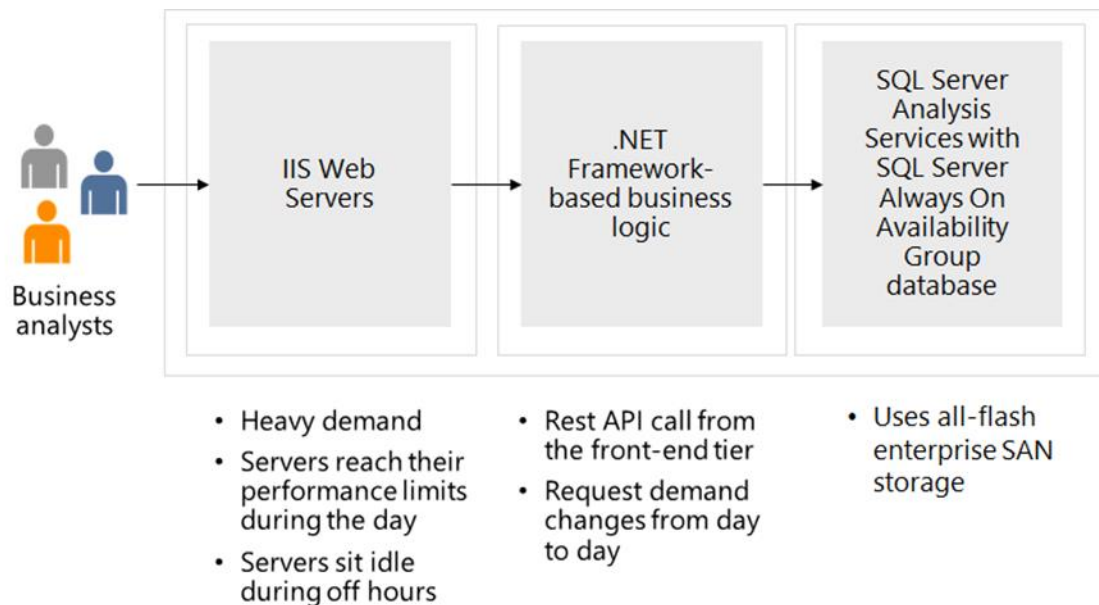 Business
analysts
IIS Web
Servers
.NET
Framework-
based business
logic
SQL Server
Analysis
Services with
SQL Server
Always On
Availability
Group
database
• Heavy demand
• Servers reach their
performance limits
during the day
• Servers sit idle
during off hours
• Rest API call from
the front-end tier
• Request demand
changes from day
to day
• Uses all-flash
enterprise SAN
storage